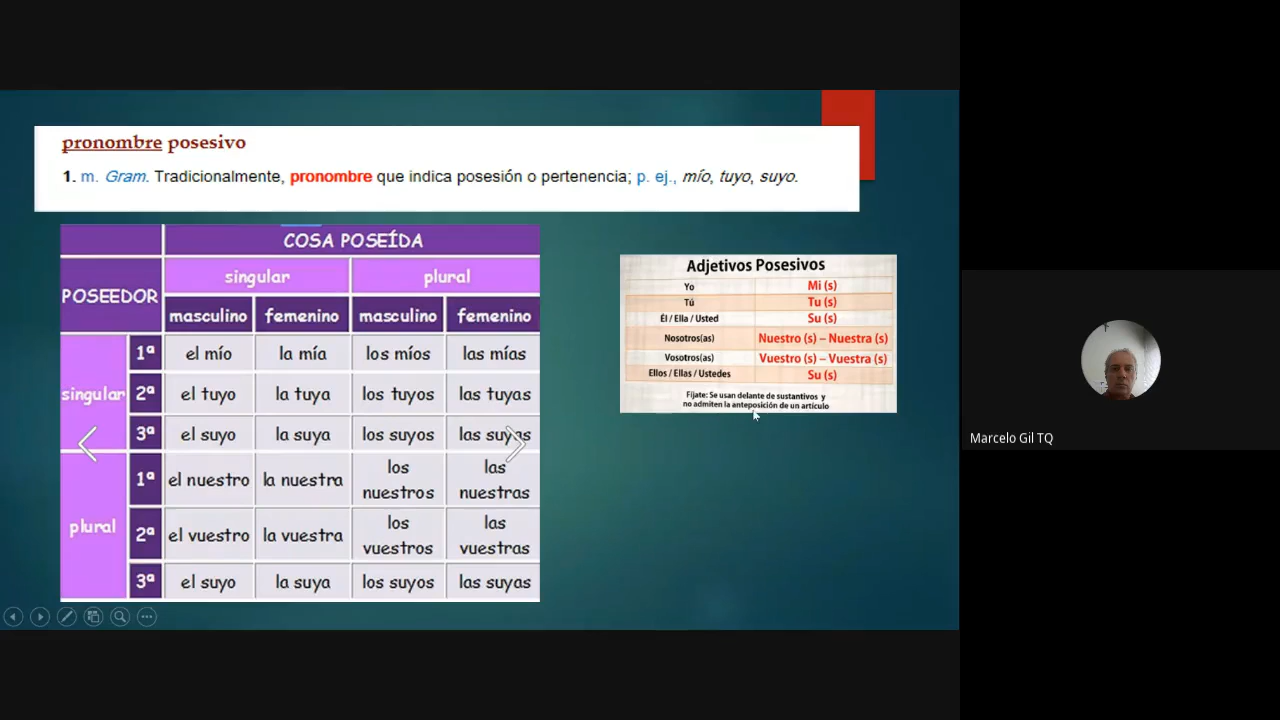 pronombre posesivo
1. m. Gram. Tradicionalmente, pronombre que indica posesión o pertenencia; p. ej., mío, tuyo, suyo.
COSA POSEÍDA
POSEEDOR
singular plural
masculino femenino masculino femenino
singular
1ª el mío la mía los míos las mías
2ª el tuyo la tuya los tuyos las tuyas
3ª el suyo la suya los suyos las suyas
plural
1ª el nuestro la nuestra los nuestros las nuestras
2ª el vuestro la vuestra los vuestros las vuestras
3ª el suyo la suya los suyos las suyas
Adjetivos Posesivos
Yo Mi (s)
Tú Tu (s)
Él / Ella / Usted Su (s)
Nosotros(as) Nuestro (s) – Nuestra (s)
Vosotros(as) Vuestro (s) – Vuestra (s)
Ellos / Ellas / Ustedes Su (s)
Fíjate: Se usan delante de sustantivos y
no admiten la anteposición de un artículo
Marcelo Gil TQ